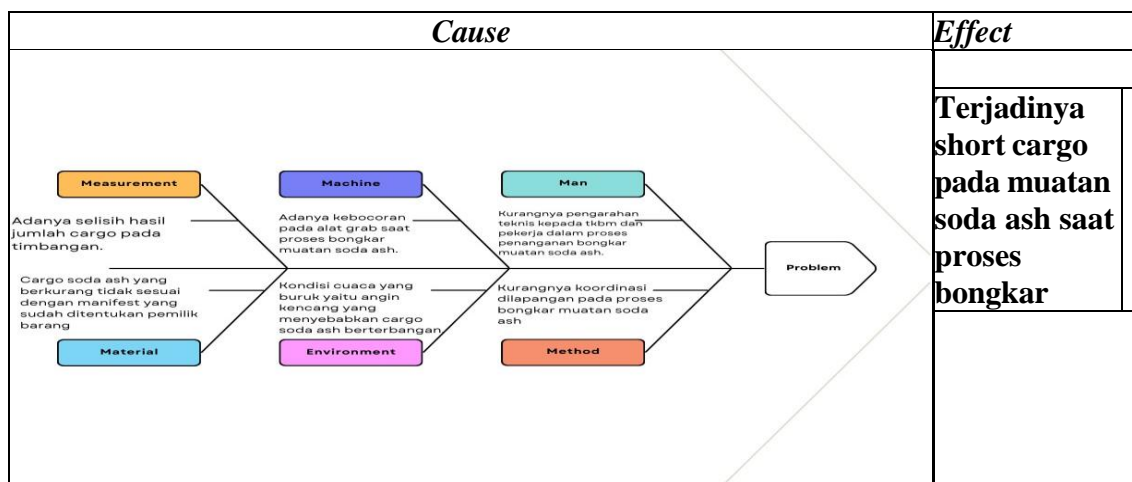 Cause
Effect
Measurement
Machine
Man
Adanya selisih hasil
jumlah cargo pada
timbangan.
Adanya kebocoran
pada alat grab saat
proses bongkar
muatan soda ash.
Kurangnya pengarahan
teknis kepada tkbm dan
pekerja dalam proses
penanganan bongkar
muatan soda ash.
Problem
Cargo soda ash yang
berkurang tidak sesuai
dengan manifest yang
sudah ditentukan pemilik
barang
Kondisi cuaca yang
buruk yaitu angin
kencang yang
menyebabkan cargo
soda ash berterbangan
Kurangnya koordinasi
dilapangan pada proses
bongkar muatan soda
ash
Material
Environment
Method
Terjadinya
short cargo
pada muatan
soda ash saat
proses
bongkar